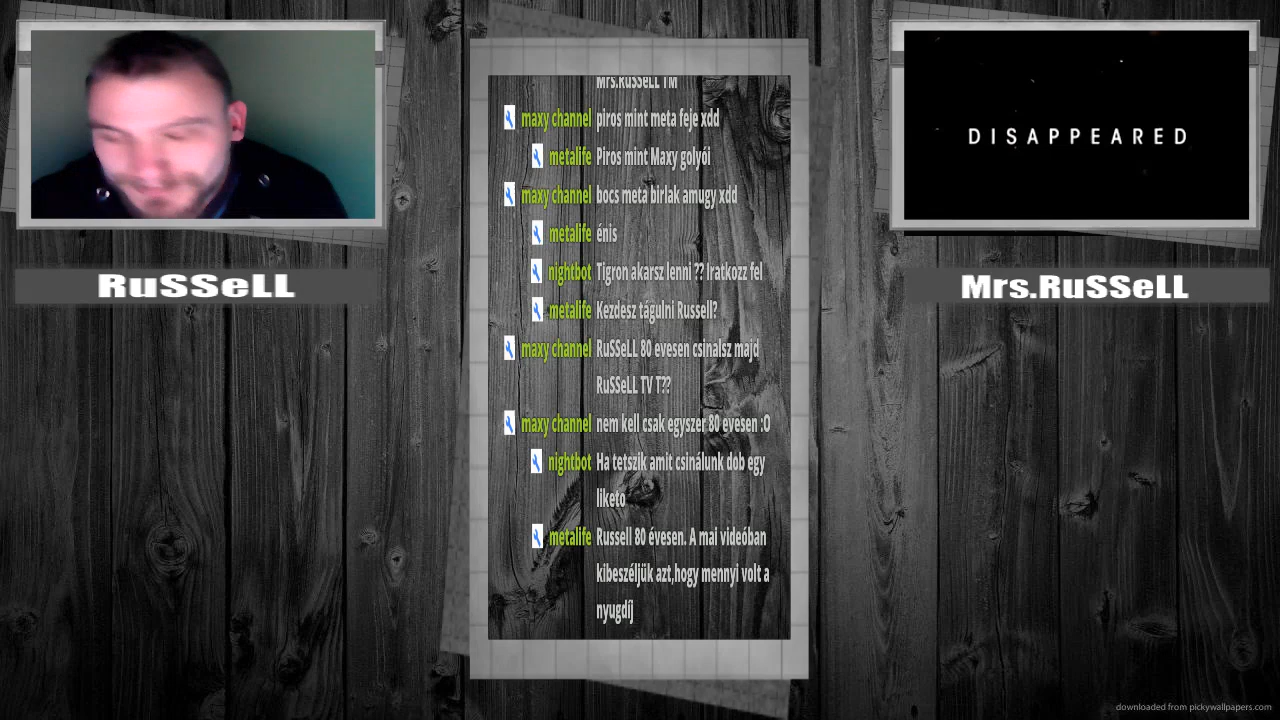 Mrs.RuSSeLL TM
maxy channel piros mint meta feje xdd
metalife Piros mint Maxy golyói
maxy channel bocs meta birlak amugy xdd
metalife énis
nightbot Tigron akarsz lenni ?? Iratkozz fel
metalife Kezdesz tágulni Russell?
maxy channel RuSSeLL 80 evesen csinalsz majd
RuSSeLL TV T??
maxy channel nem kell csak egyszer 80 evesen :O
nightbot Ha tetszik amit csinálunk dob egy
liketo
metalife Russell 80 évesen. A mai videóban
kibeszéljük azt,hogy mennyi volt a
nyugdíj
RuSSeLL
DISAPPEARED
Mrs.RuSSeLL
downloaded from pickywallpapers.com